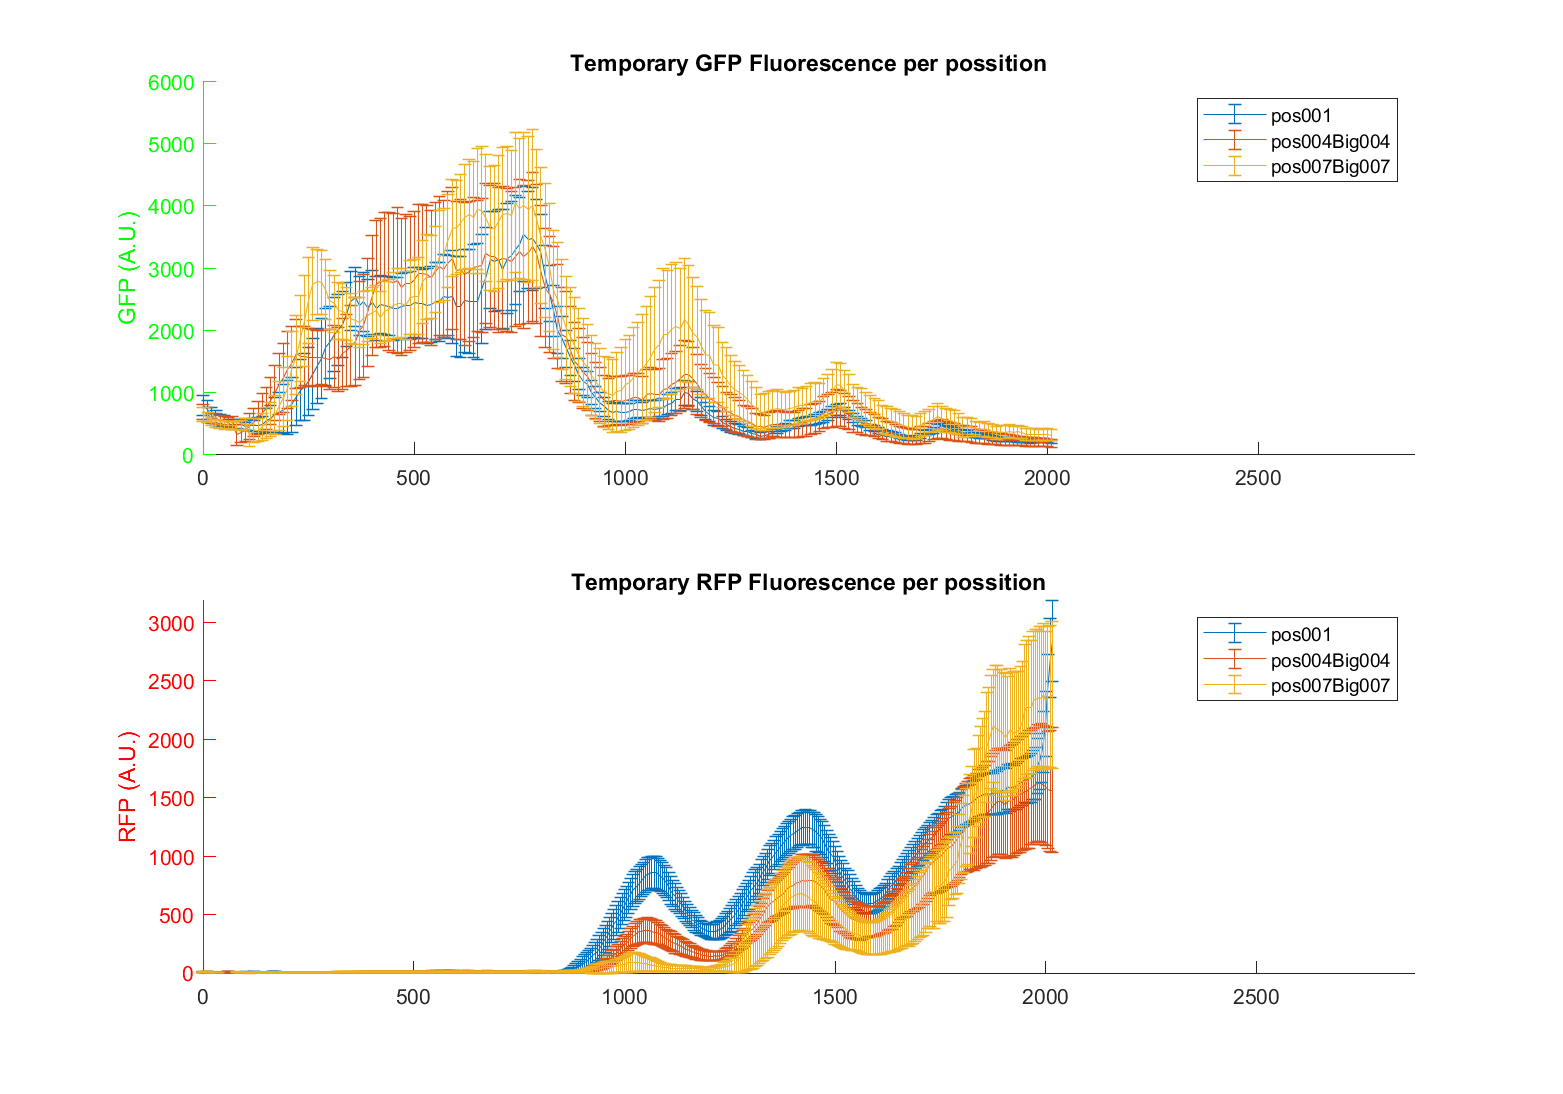 Temporary GFP Fluorescence per possition
GFP (A.U.)
6000
5000
4000
3000
2000
1000
0
0 500 1000 1500 2000 2500
pos001
pos004Big004
pos007Big007
Temporary RFP Fluorescence per possition
RFP (A.U.)
3000
2500
2000
1500
1000
500
0
0 500 1000 1500 2000 2500
pos001
pos004Big004
pos007Big007